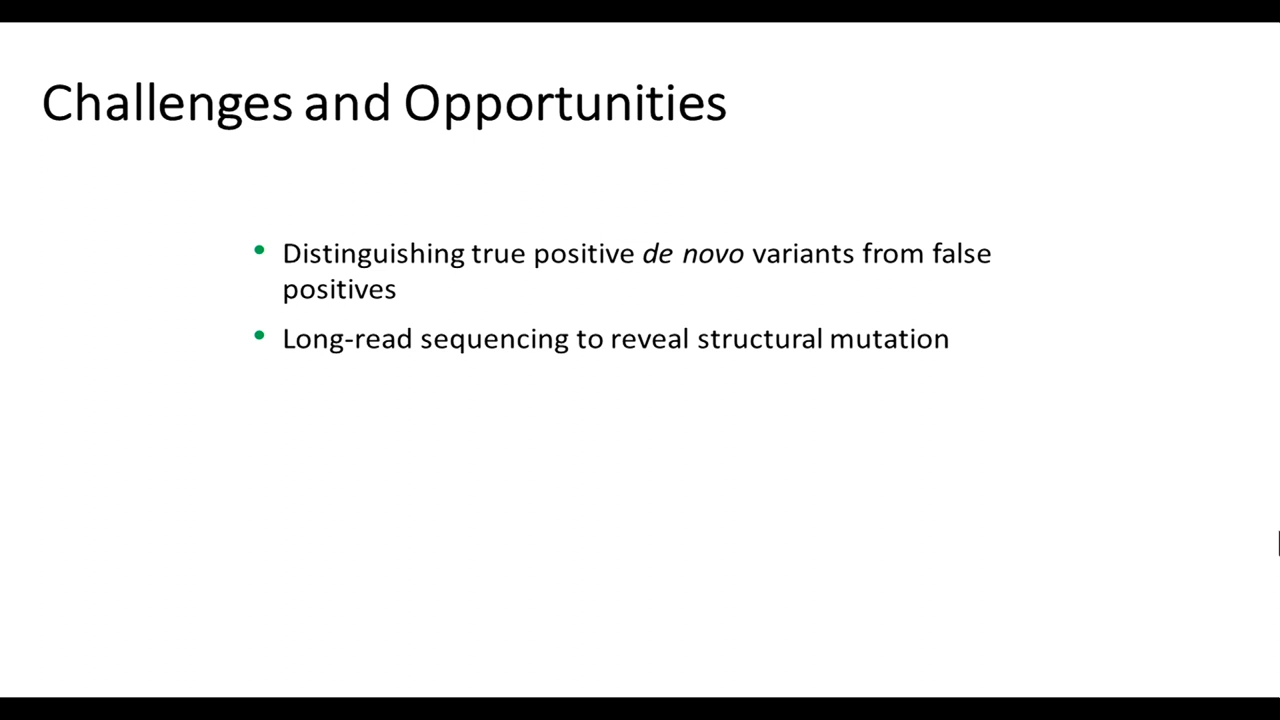 Challenges and Opportunities
• Distinguishing true positive de novo variants from false
positives
• Long-read sequencing to reveal structural mutation